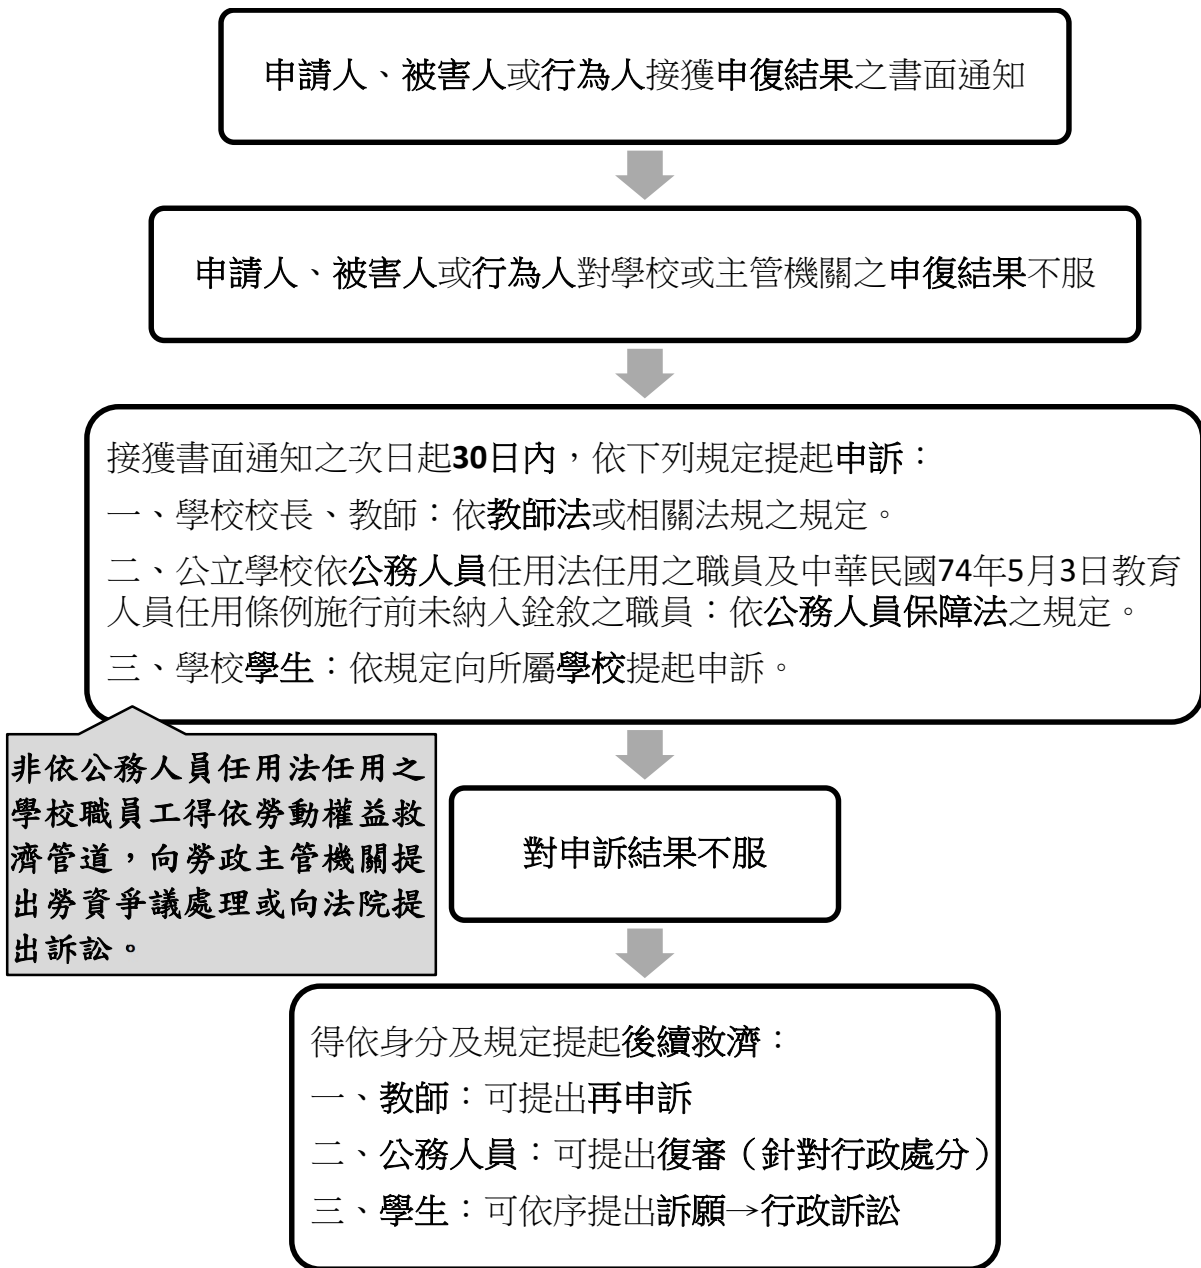 申請人、被害人或行為人接獲申復結果之書面通知
申請人、被害人或行為人對學校或主管機關之申復結果不服
接獲書面通知之次日起30日內，依下列規定提起申訴：
一、學校校長、教師：依教師法或相關法規之規定。
二、公立學校依公務人員任用法任用之職員及中華民國74年5月3日教育
人員任用條例施行前未納入銓敘之職員：依公務人員保障法之規定。
三、學校學生：依規定向所屬學校提起申訴。
非依公務人員任用法任用之
學校職員工得依勞動權益救
濟管道，向勞政主管機關提
出勞資爭議處理或向法院提
出訴訟。
對申訴結果不服
得依身分及規定提起後續救濟：
一、教師：可提出再申訴
二、公務人員：可提出復審（針對行政處分）
三、學生：可依序提出訴願→行政訴訟